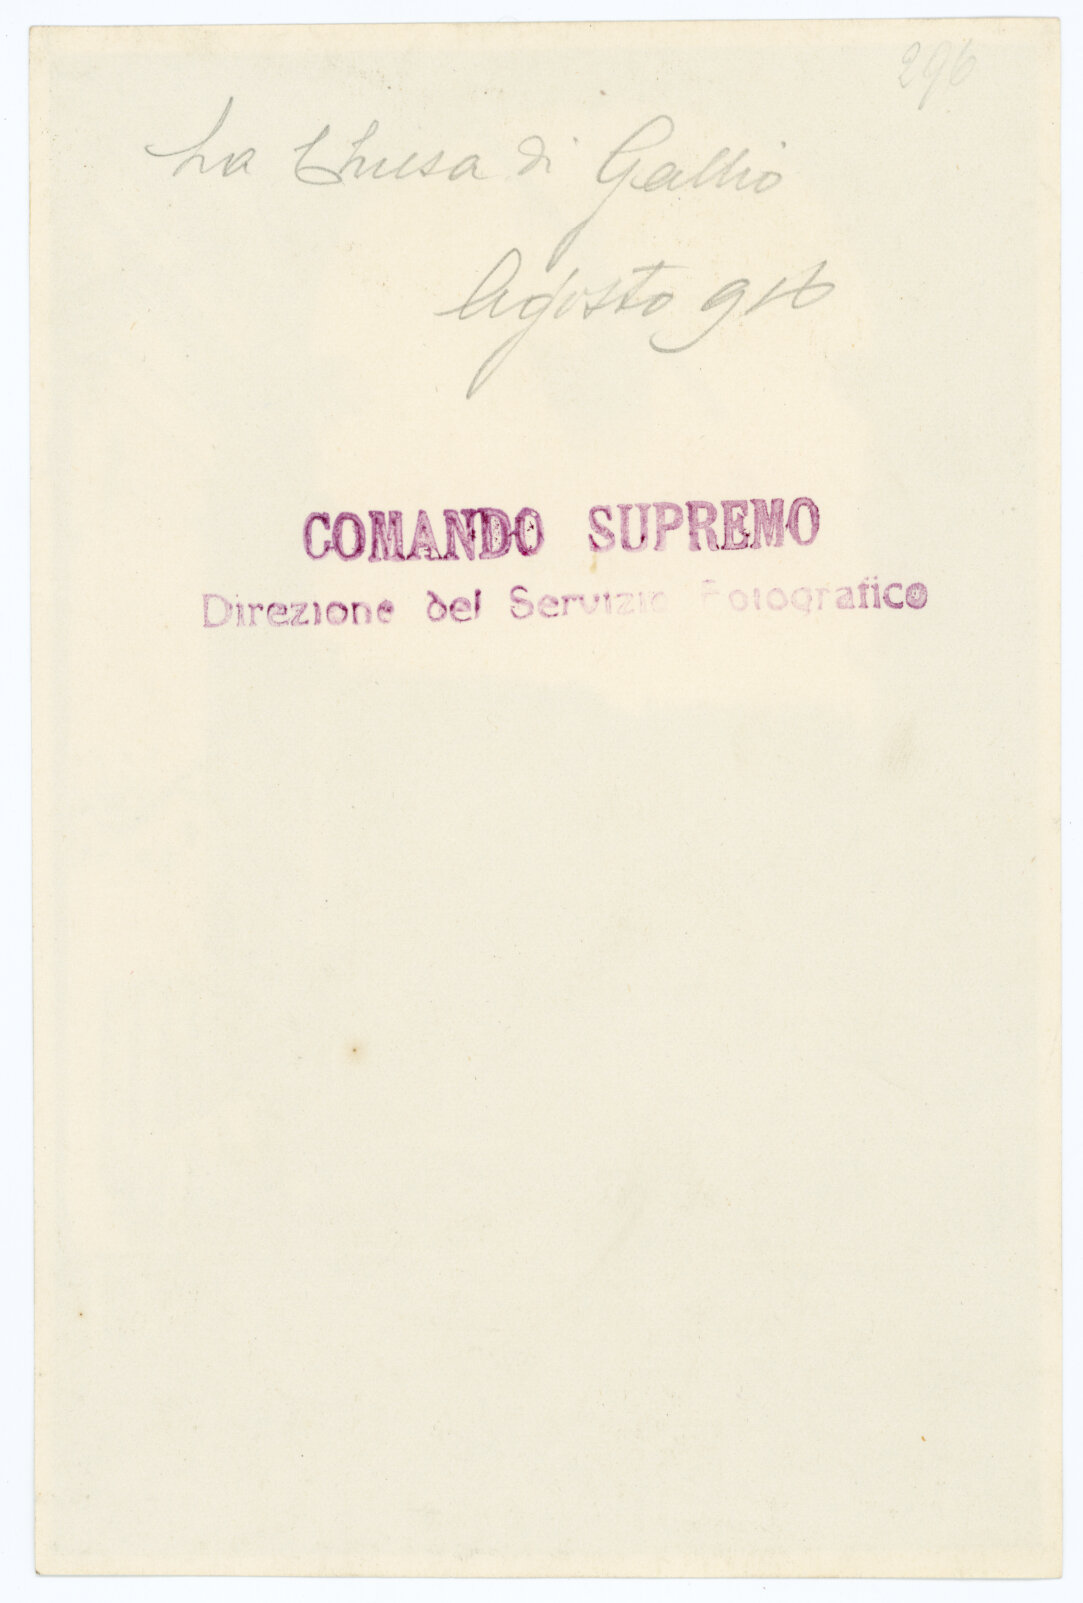 296
La Chiesa di Gallio
Agosto 916
COMANDO SUPREMO
Direzione del Servizio Fotografico